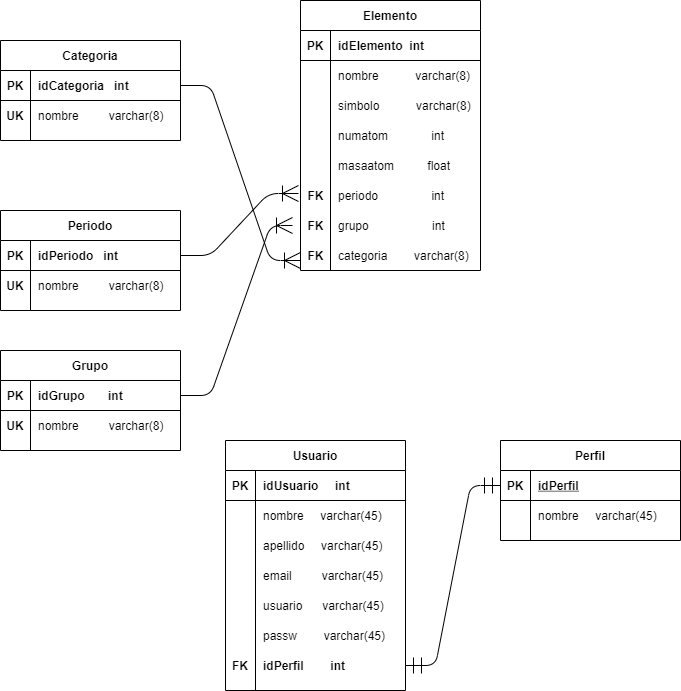 Elemento
PK idElemento int
nombre varchar(8)
simbolo varchar(8)
numatom int
masaatom float
FK periodo int
FK grupo int
FK categoria varchar(8)
Categoria
PK idCategoria int
UK nombre varchar(8)
Periodo
PK idPeriodo int
UK nombre varchar(8)
Grupo
PK idGrupo int
UK nombre varchar(8)
Usuario
PK idUsuario int
nombre varchar(45)
apellido varchar(45)
email varchar(45)
usuario varchar(45)
passw varchar(45)
FK idPerfil int
Perfil
PK idPerfil
nombre varchar(45)